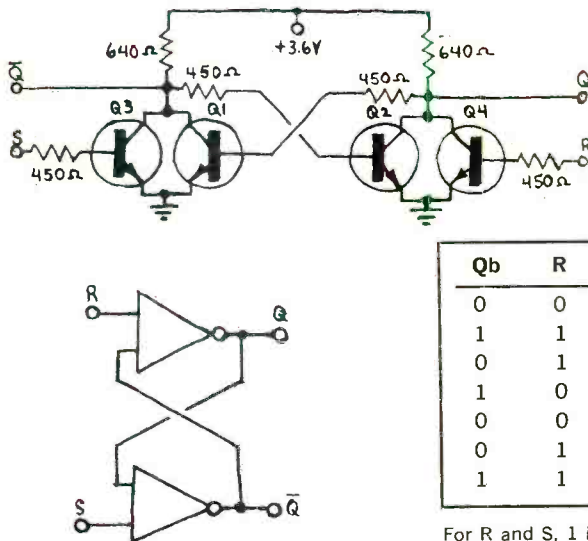 +3.6V
640Ω
640Ω
Q̅
450Ω
450Ω
Q
Q3
Q1
Q2
Q4
S
R
450Ω
450Ω
R
Q
S
Q̅
Qb R
0 0
1 1
0 1
1 0
0 0
0 1
1 1
For R and S, 1 i